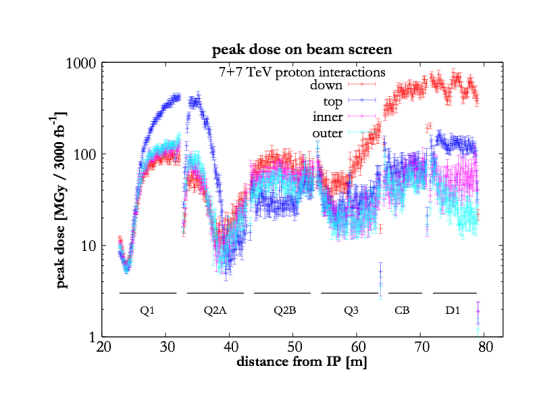 peak dose on beam screen
1000
100
10
1
peak dose [MGy / 3000 fb⁻¹]
7+7 TeV proton interactions
down
top
inner
outer
Q1 Q2A Q2B Q3 CB D1
20 30 40 50 60 70 80
distance from IP [m]